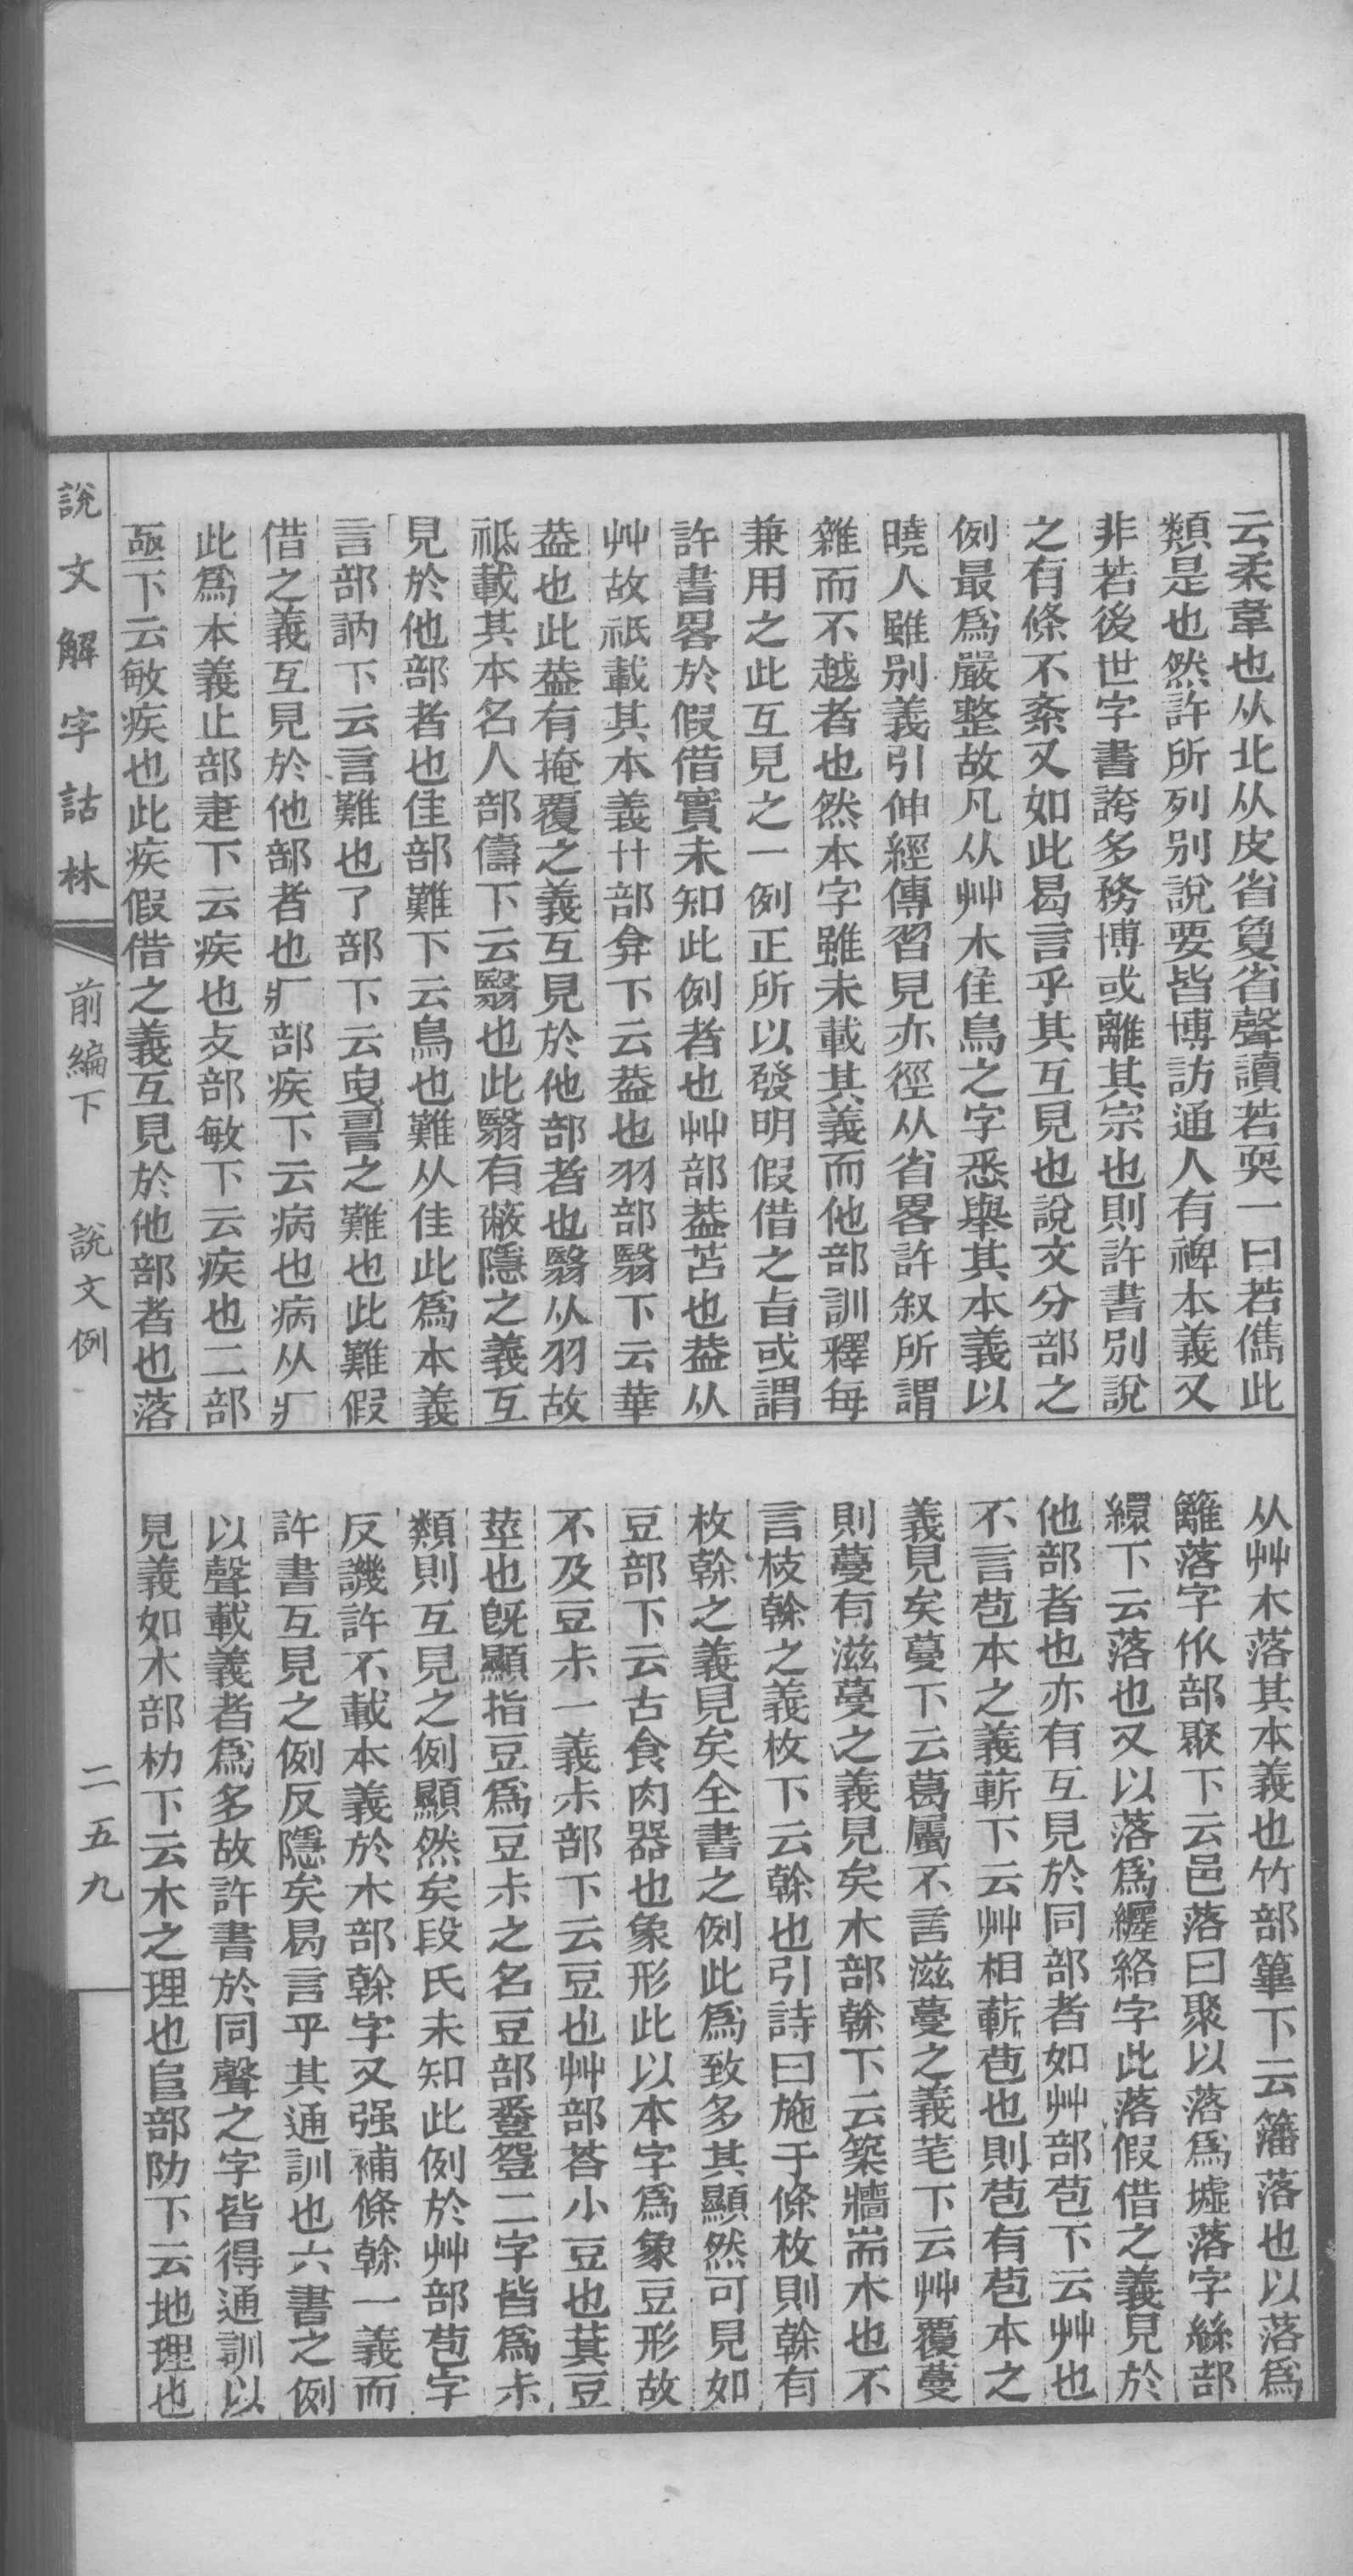 云柔韋也从北从皮省夐省聲讀若耎一曰若儁此
類是也然許所列别說要皆博訪通人有裨本義又
非若後世字書誇多務博或離其宗也則許書别說
之有條不紊又如此曷言乎其互見也說文分部之
例最爲嚴整故凡从艸木隹鳥之字悉舉其本義以
曉人雖别義引伸經傳習見亦徑从省畧許叙所謂
雜而不越者也然本字雖未載其義而他部訓釋每
兼用之此互見之一例正所以發明假借之㫖或謂
許書畧於假借實未知此例者也艸部葢苫也葢从
艸故祇載其本義廾部弇下云葢也羽部翳下云華
葢也此葢有掩覆之義互見於他部者也翳从羽故
祗載其本名人部儔下云翳也此翳有蔽隱之義互
見於他部者也隹部難下云鳥也難从隹此爲本義
言部訥下云言難也了部下云曳𧥢之難也此難假
借之義互見於他部者也疒部疾下云病也病从疒
此爲本義止部疌下云疾也攴部敏下云疾也二部
亟下云敏疾也此疾假借之義互見於他部者也落
从艸木落其本義也竹部篳下云籓落也以落爲
籬落字㐺部聚下云邑落曰聚以落爲墟落字絲部
繯下云落也又以落爲纒絡字此落假借之義見於
他部者也亦有互見於同部者如艸部苞下云艸也
不言苞本之義蔪下云艸相蔪苞也則苞有苞本之
義見矣蔓下云葛屬不言滋蔓之義芼下云艸覆蔓
則蔓有滋蔓之義見矣木部榦下云築牆耑木也不
言枝榦之義枚下云榦也引詩曰施于條枚則榦有
枚榦之義見矣全書之例此爲致多其顯然可見如
豆部下云古食肉器也象形此以本字爲象豆形故
不及豆尗一義尗部下云豆也艸部荅小豆也萁豆
莖也旣顯指豆爲豆尗之名豆部䜺豋二字皆爲尗
類則互見之例顯然矣段氏未知此例於艸部苞字
反譏許不載本義於木部榦字又强補條榦一義而
許書互見之例反隱矣曷言乎其通訓也六書之例
以聲載義者爲多故許書於同聲之字皆得通訓以
見義如木部朸下云木之理也𨸏部阞下云地理也
說文解字詁林
前編下
說文例
二五九